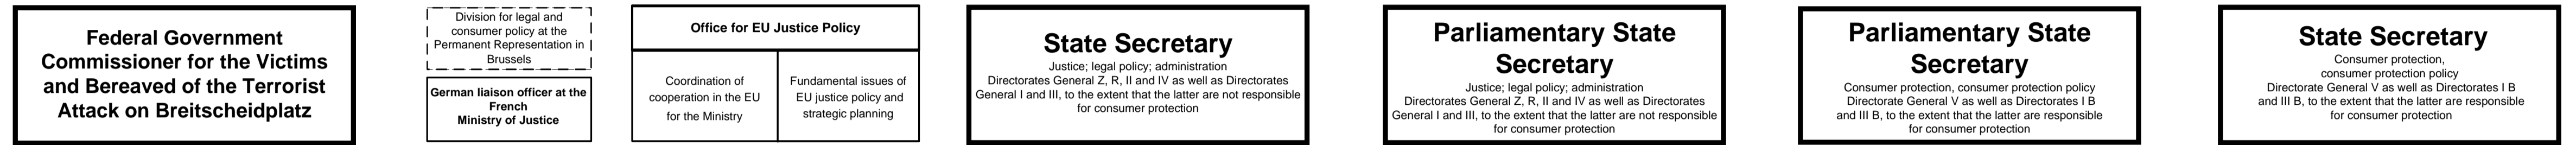 Federal Government
Commissioner for the Victims
and Bereaved of the Terrorist
Attack on Breitscheidplatz
Division for legal and
consumer policy at the
Permanent Representation in
Brussels
German liaison officer at the
French
Ministry of Justice
Office for EU Justice Policy
Coordination of
cooperation in the EU
for the Ministry
Fundamental issues of
EU justice policy and
strategic planning
State Secretary
Justice; legal policy; administration
Directorates General Z, R, II and IV as well as Directorates
General I and III, to the extent that the latter are not responsible
for consumer protection
Parliamentary State
Secretary
Justice; legal policy; administration
Directorates General Z, R, II and IV as well as Directorates
General I and III, to the extent that the latter are not responsible
for consumer protection
Parliamentary State
Secretary
Consumer protection, consumer protection policy
Directorate General V as well as Directorates I B
and III B, to the extent that the latter are responsible
for consumer protection
State Secretary
Consumer protection,
consumer protection policy
Directorate General V as well as Directorates I B
and III B, to the extent that the latter are responsible
for consumer protection